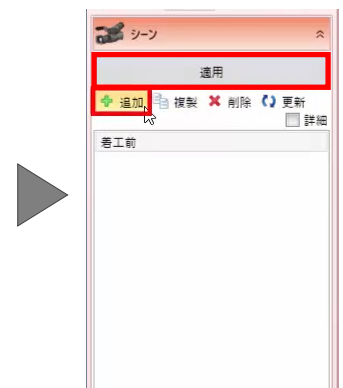 シーン
適用
追加 複製 削除 更新
詳細
着工前